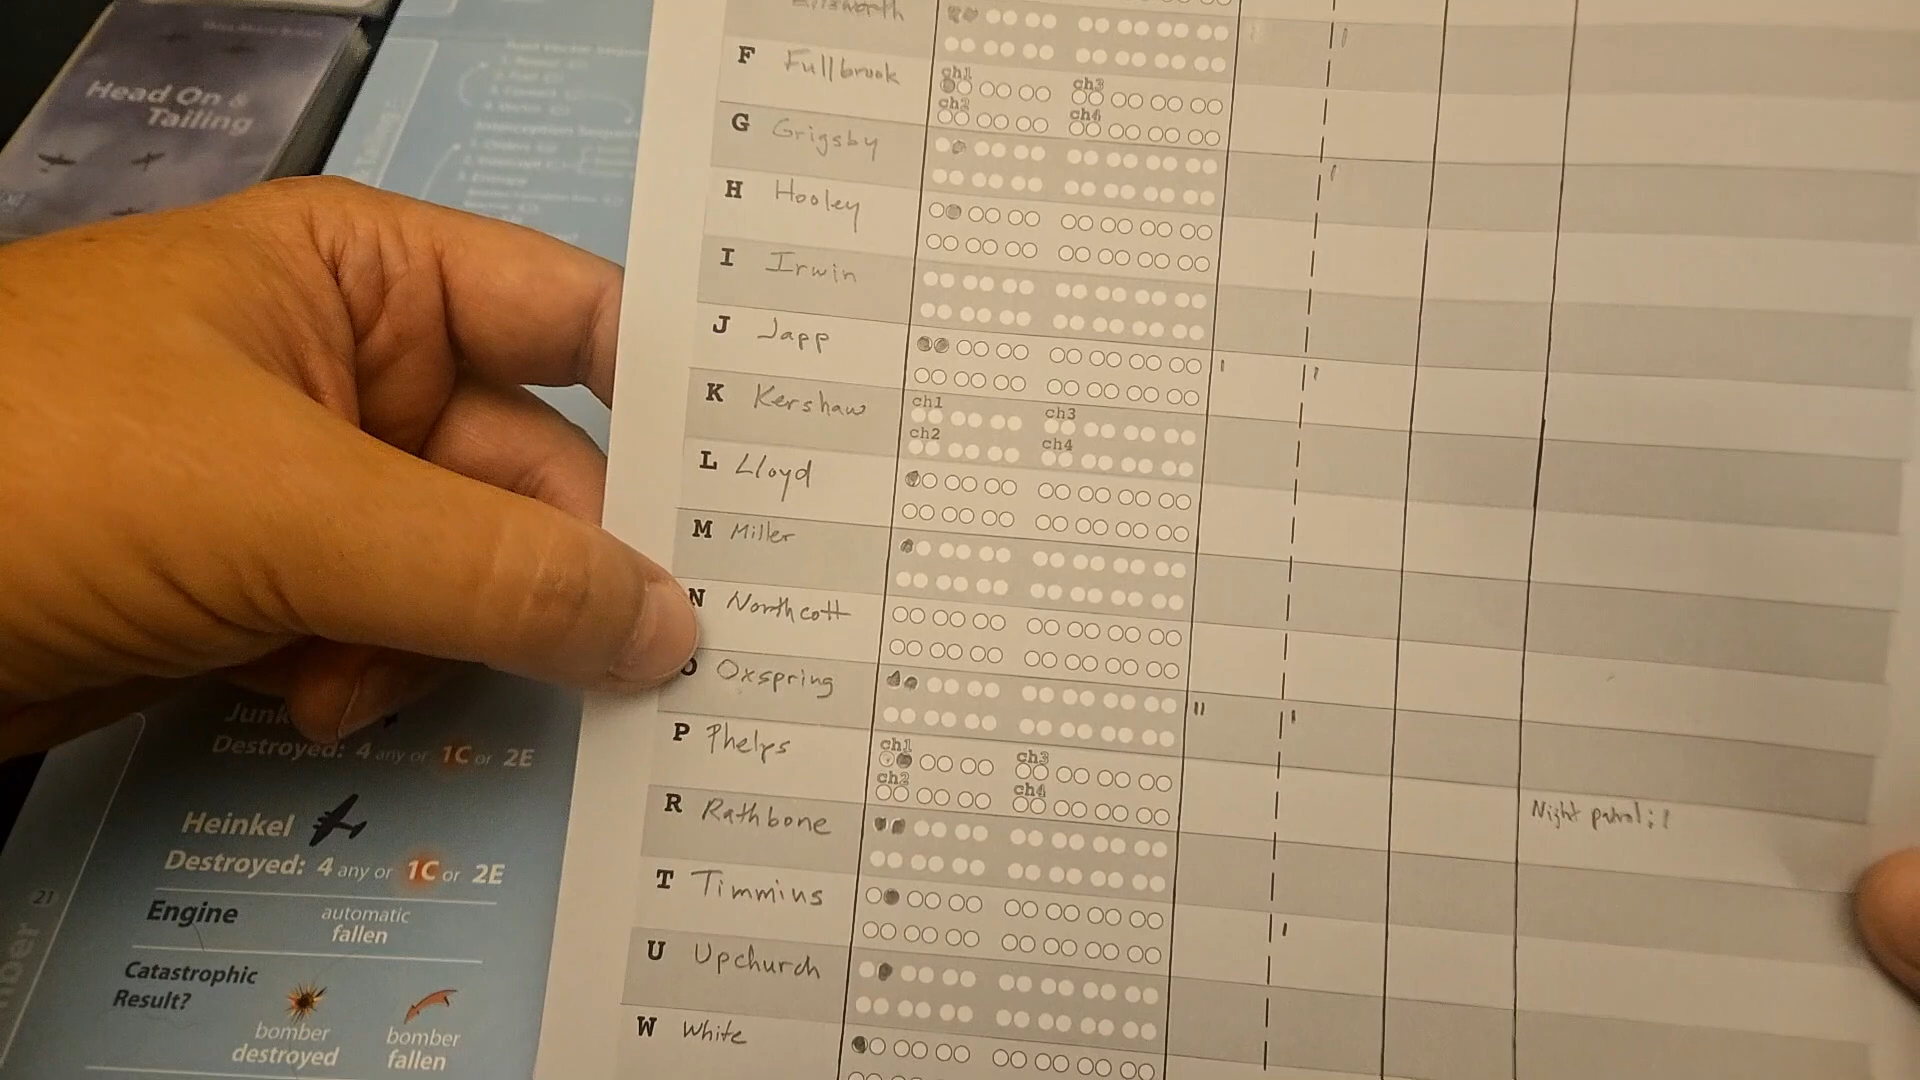 Head On &
Tailing
Ellsworth
F Fullbrook
ch1 ch3
ch2 ch4
G Grigsby
H Hooley
I Irwin
J Japp
K Kershaw
ch1 ch3
ch2 ch4
L Lloyd
M Miller
N Northcott
O Oxspring
P Phelps
ch1 ch3
ch2 ch4
R Rathbone
Night patrol: 1
T Timmins
U Upchurch
W White
Junk
Destroyed: 4 any or 1C or 2E
Heinkel
Destroyed: 4 any or 1C or 2E
Engine automatic
fallen
Catastrophic
Result?
bomber
destroyed
bomber
fallen
21